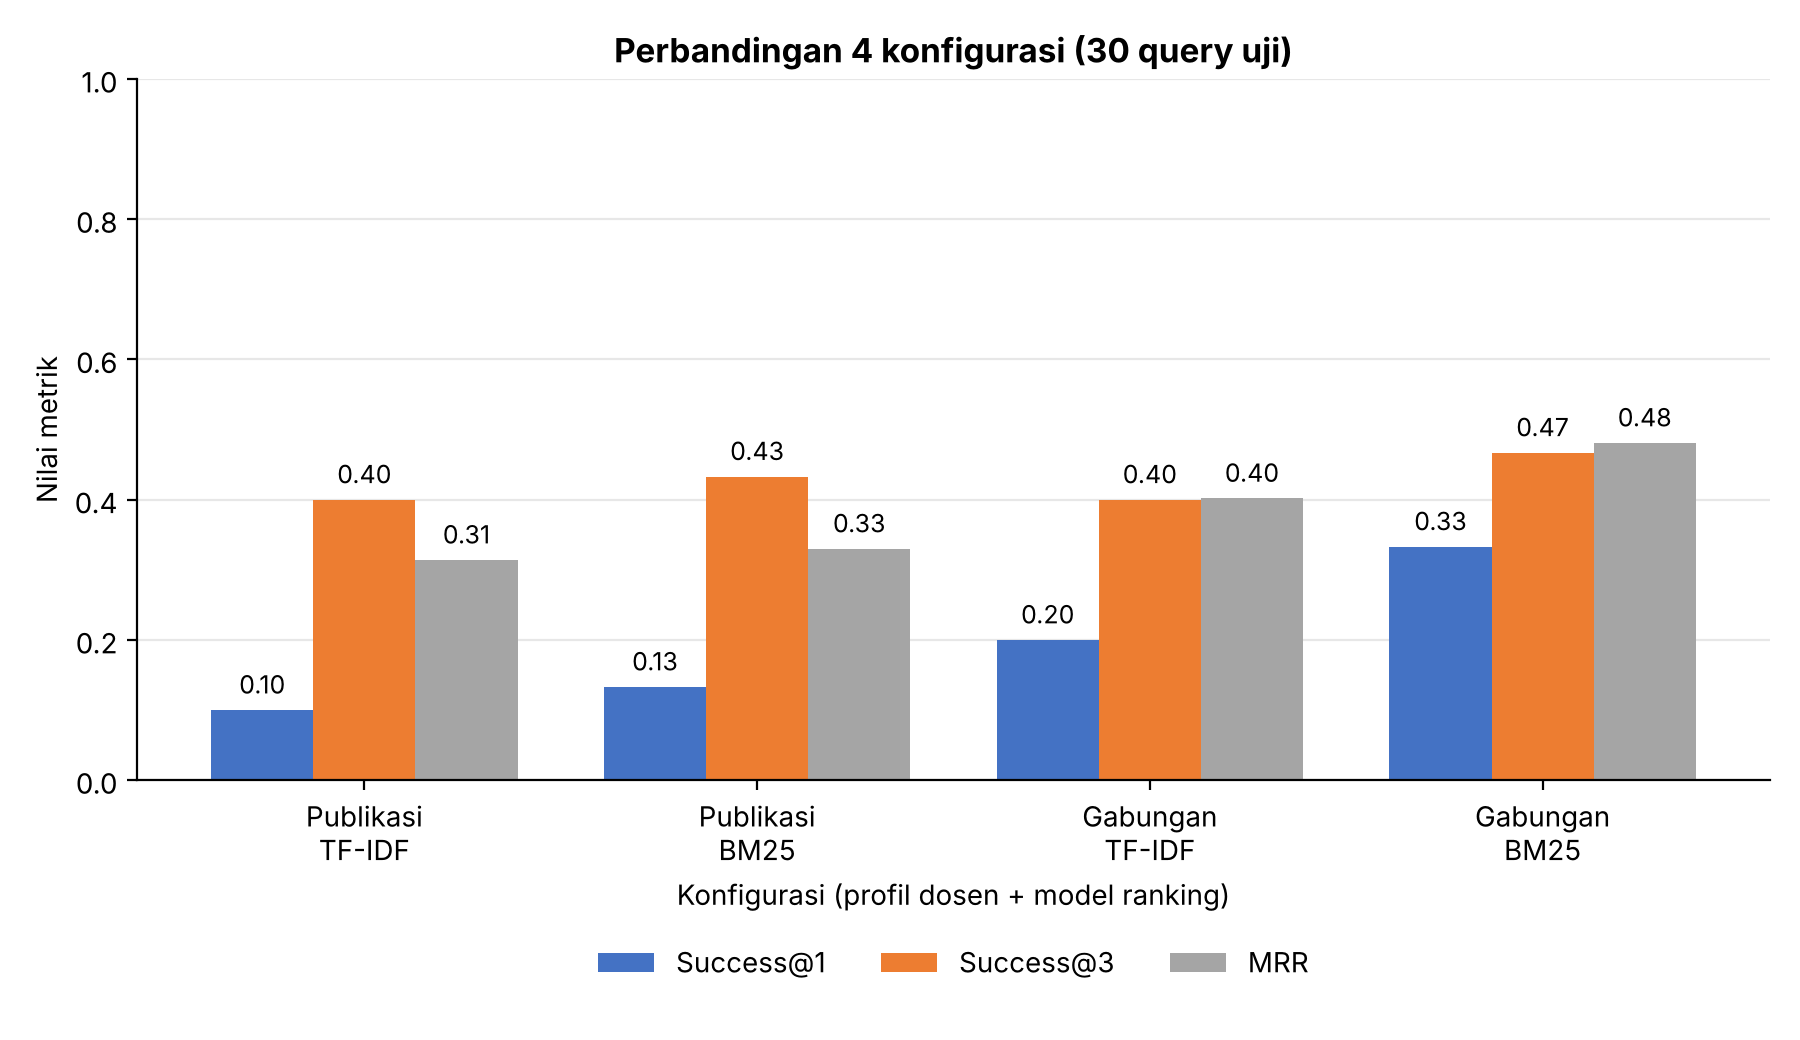 Perbandingan 4 konfigurasi (30 query uji)
Nilai metrik
1.0
0.8
0.6
0.4
0.2
0.0
0.10
0.40
0.31
0.13
0.43
0.33
0.20
0.40
0.40
0.33
0.47
0.48
Publikasi
TF-IDF
Publikasi
BM25
Gabungan
TF-IDF
Gabungan
BM25
Konfigurasi (profil dosen + model ranking)
Success@1
Success@3
MRR